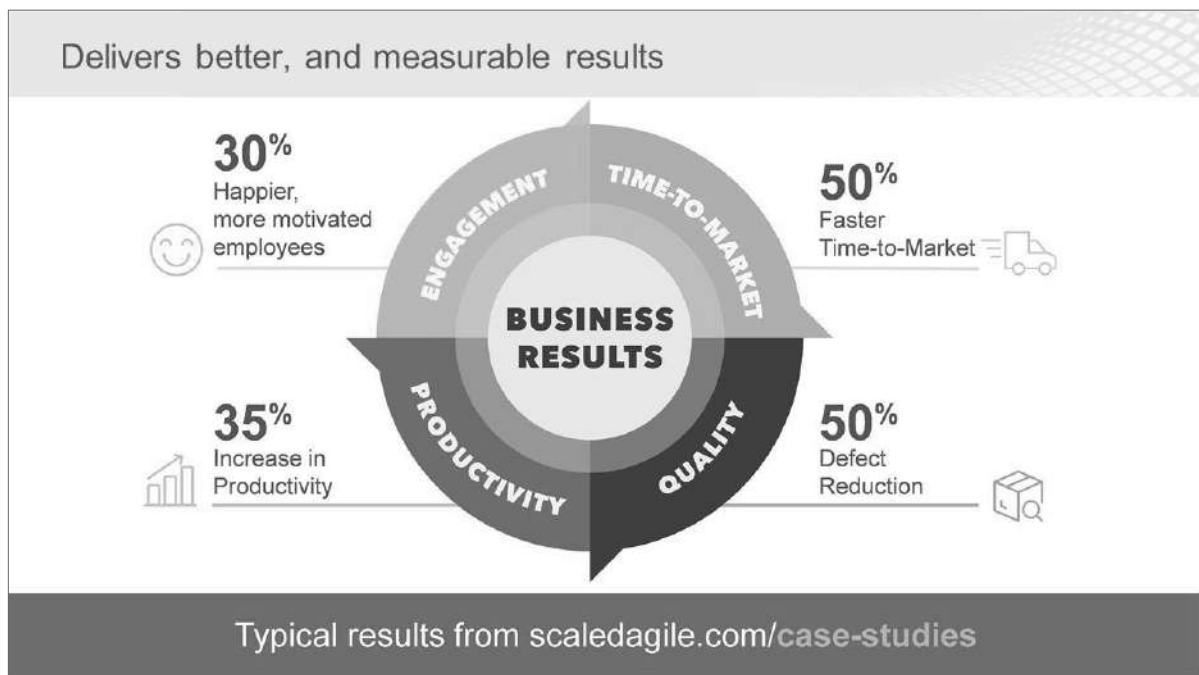 Delivers better, and measurable results
30%
Happier,
more motivated
employees
ENGAGEMENT
TIME-TO-MARKET
50%
Faster
Time-to-Market
BUSINESS
RESULTS
35%
Increase in
Productivity
PRODUCTIVITY
QUALITY
50%
Defect
Reduction
Typical results from scaledagile.com/case-studies